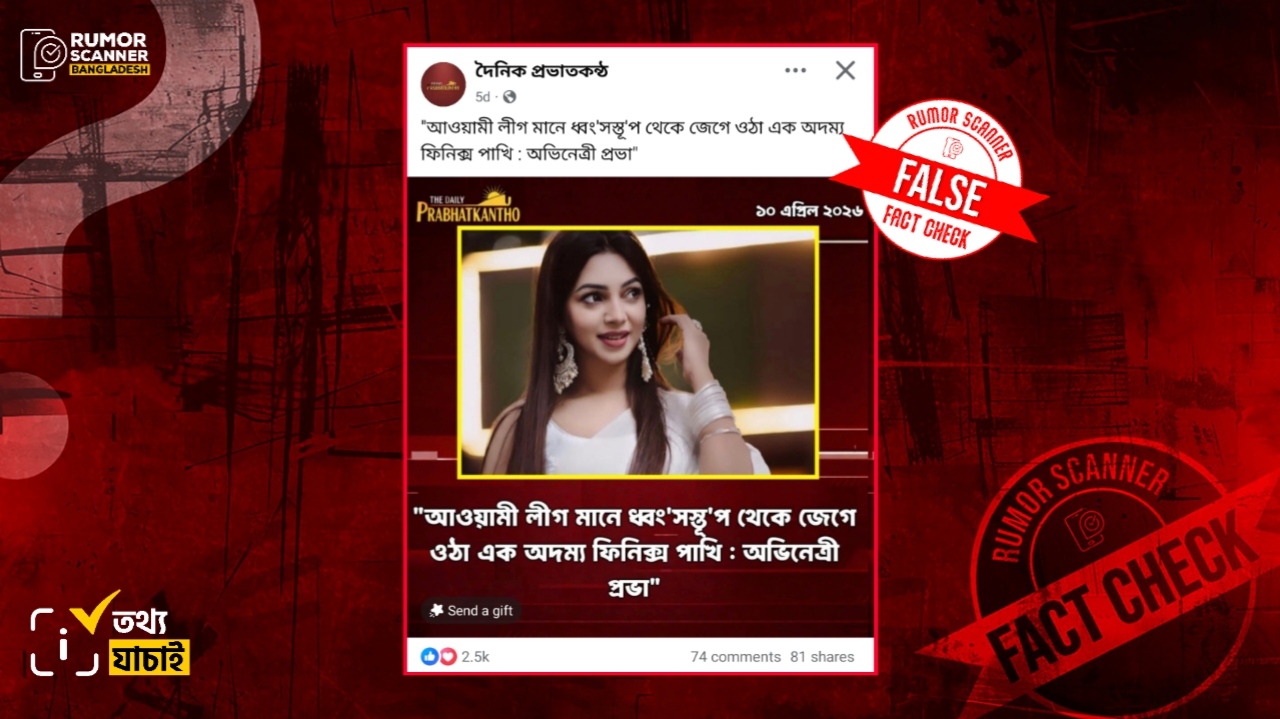 RUMOR
SCANNER
BANGLADESH
দৈনিক প্রভাতকন্ঠ
5d ·
"আওয়ামী লীগ মানে ধ্বং'সস্তূ'প থেকে জেগে ওঠা এক অদম্য
ফিনিক্স পাখি : অভিনেত্রী প্রভা"
THE DAILY
PRABHATKANTHO
১০ এপ্রিল ২০২৬
"আওয়ামী লীগ মানে ধ্বং'সস্তূ'প থেকে জেগে
ওঠা এক অদম্য ফিনিক্স পাখি : অভিনেত্রী
প্রভা"
Send a gift
2.5k
74 comments 81 shares
RUMOR SCANNER
FALSE
FACT CHECK
RUMOR SCANNER
FACT CHECK
তথ্য
যাচাই